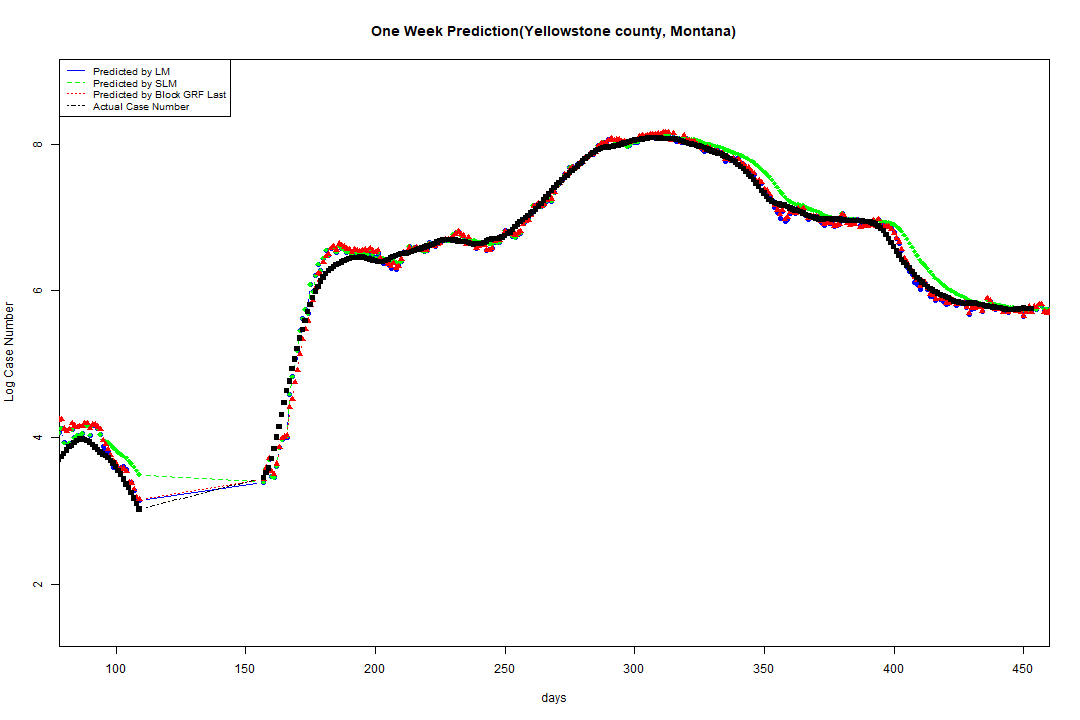 One Week Prediction(Yellowstone county, Montana)
Predicted by LM
Predicted by SLM
Predicted by Block GRF Last
Actual Case Number
8
6
4
2
Log Case Number
100 150 200 250 300 350 400 450
days